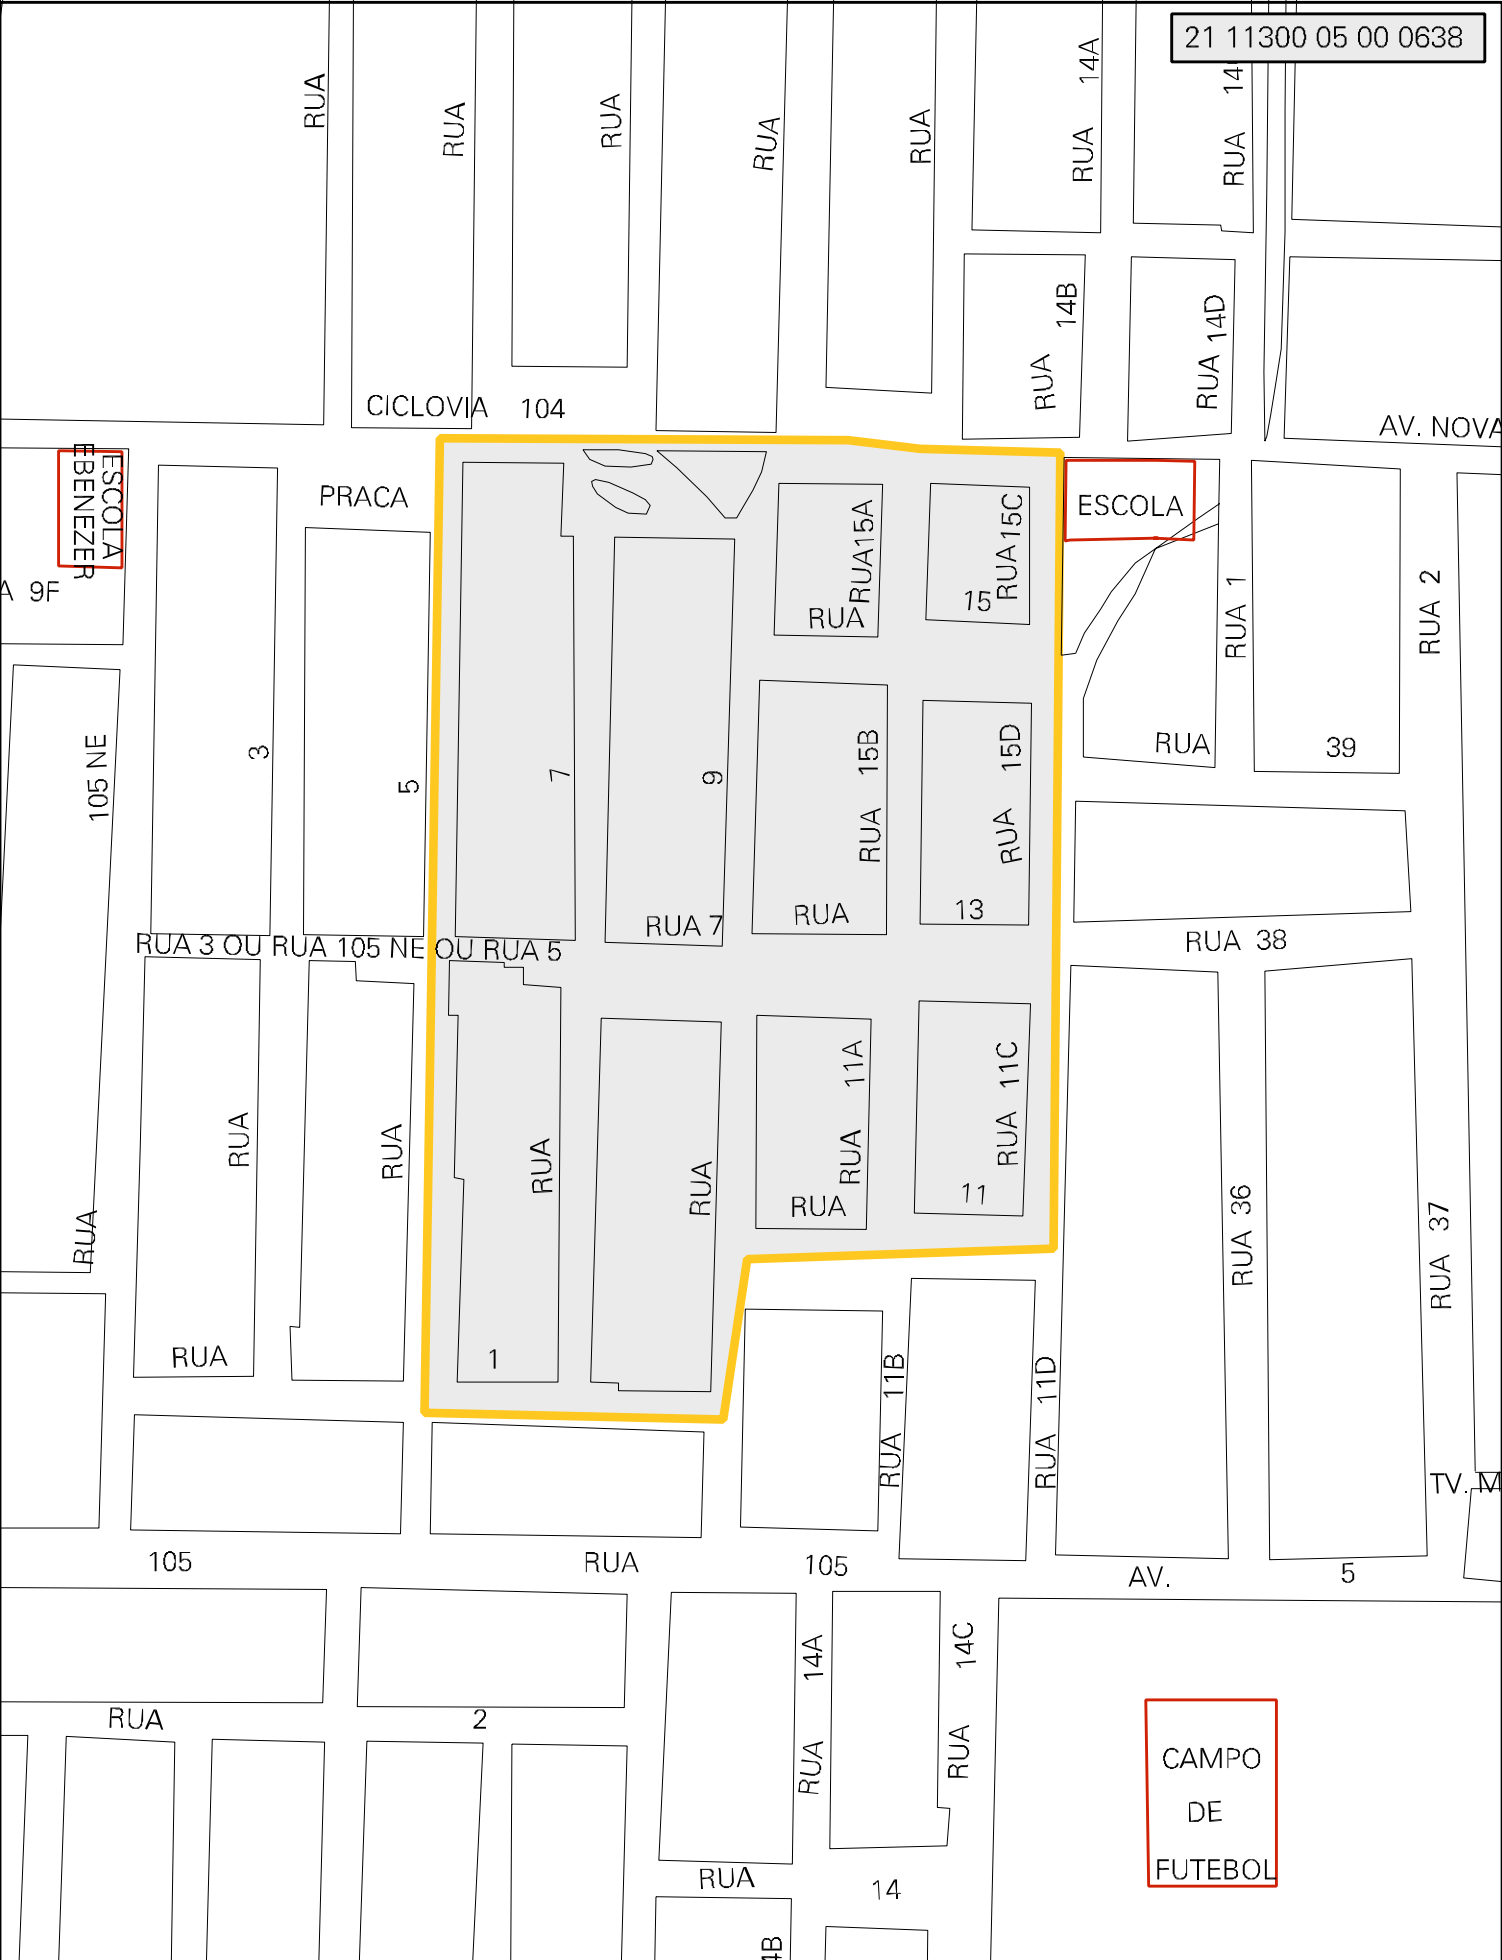 21 11300 05 00 0638
RUA
RUA
RUA
RUA
RUA
RUA 14A
RUA
RUA 14B
RUA 14D
CICLOVIA 104
AV. NOVA
ESCOLA
EBENEZER
PRACA
ESCOLA
RUA 15A
RUA 15C
RUA 15
9F
RUA 1
RUA 2
RUA 39
105 NE
RUA
3
5
7
9
RUA 15B
RUA 15D
RUA 13
RUA 7
RUA 3 OU RUA 105 NE OU RUA 5
RUA 38
RUA
RUA
RUA
RUA
RUA 11A
RUA 11C
RUA 11
RUA 36
RUA 37
RUA 1
RUA 11B
RUA 11D
TV.
105 RUA 105
AV. 5
RUA 2
RUA 14A
RUA 14C
CAMPO
DE
FUTEBOL
RUA 14